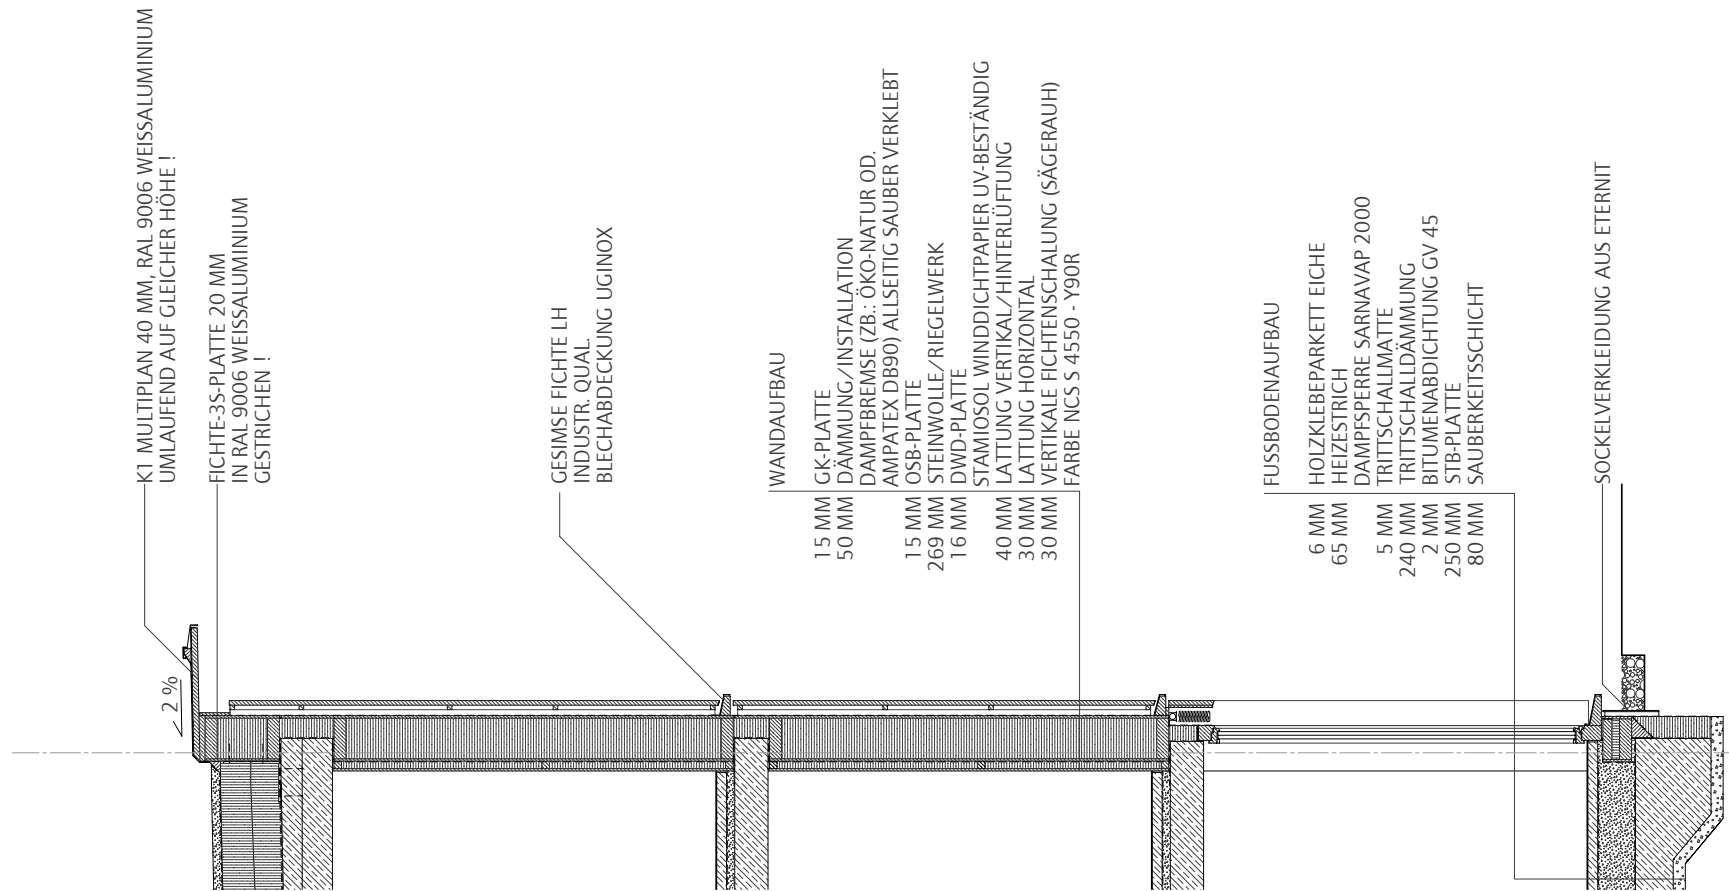 K1 MULTIPLAN 40 MM, RAL 9006 WEISSALUMINIUM
UMLAUFEND AUF GLEICHER HÖHE !
FICHTE-3S-PLATTE 20 MM
IN RAL 9006 WEISSALUMINIUM
GESTRICHEN !
2 %
GESIMSE FICHTE LH
INDUSTR. QUAL.
BLECHABDECKUNG UGINOX
WANDAUFBAU
15 MM GK-PLATTE
50 MM DÄMMUNG/INSTALLATION
DAMPFBREMSE (ZB.: ÖKO-NATUR OD.
AMPATEX DB90) ALLSEITIG SAUBER VERKLEBT
15 MM OSB-PLATTE
269 MM STEINWOLLE/RIEGELWERK
16 MM DWD-PLATTE
STAMIOSOL WINDDICHTPAPIER UV-BESTÄNDIG
40 MM LATTUNG VERTIKAL/HINTERLÜFTUNG
30 MM LATTUNG HORIZONTAL
30 MM VERTIKALE FICHTENSCHALUNG (SÄGERAUH)
FARBE NCS S 4550 - Y90R
FUSSBODENAUFBAU
6 MM HOLZKLEBEPARKETT EICHE
65 MM HEIZESTRICH
DAMPFSPERRE SARNAVAP 2000
5 MM TRITTSCHALLMATTE
240 MM TRITTSCHALLDÄMMUNG
2 MM BITUMENABDICHTUNG GV 45
250 MM STB-PLATTE
80 MM SAUBERKEITSSCHICHT
SOCKELVERKLEIDUNG AUS ETERNIT